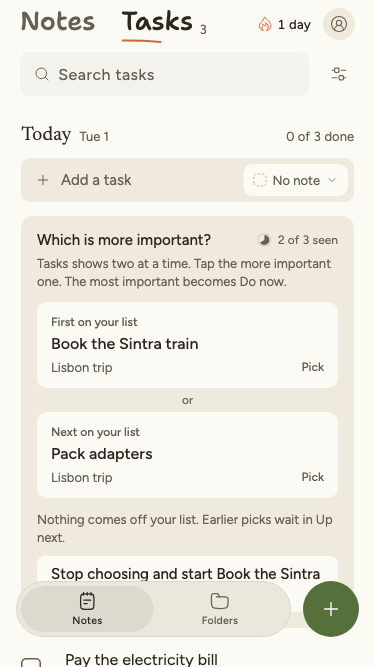 Notes Tasks 3 1 day
Search tasks
Today Tue 1 0 of 3 done
Add a task No note
Which is more important? 2 of 3 seen
Tasks shows two at a time. Tap the more important
one. The most important becomes Do now.
First on your list
Book the Sintra train
Lisbon trip Pick
or
Next on your list
Pack adapters
Lisbon trip Pick
Nothing comes off your list. Earlier picks wait in Up
next.
Stop choosing and start Book the Sintra
Notes Folders
Pay the electricity bill